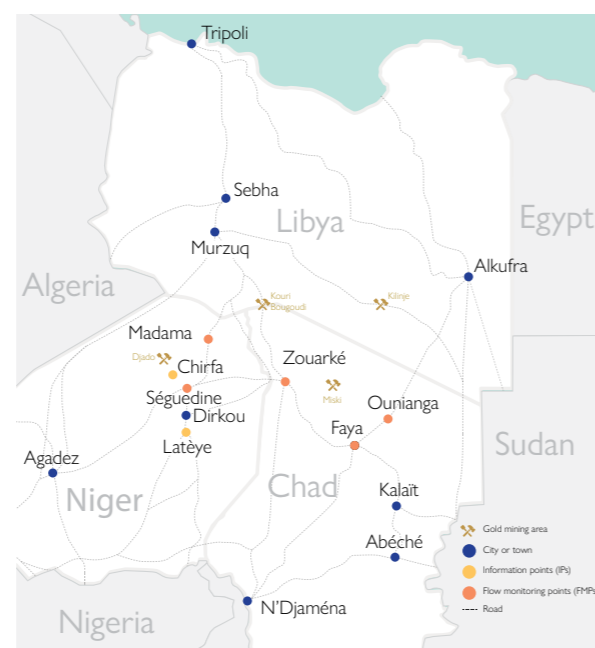 Tripoli
Sebha
Libya
Egypt
Murzuq
Alkufra
Algeria
Kouri
Bougoudi
Kilinje
Madama
Djado
Chirfa
Zouarké
Miski
Séguedine
Ounianga
Dirkou
Faya
Latèye
Sudan
Agadez
Chad
Kalaït
Niger
Gold mining area
Abéché
City or town
Information points (IPs)
Flow monitoring points (FMPs
Road
N'Djaména
Nigeria